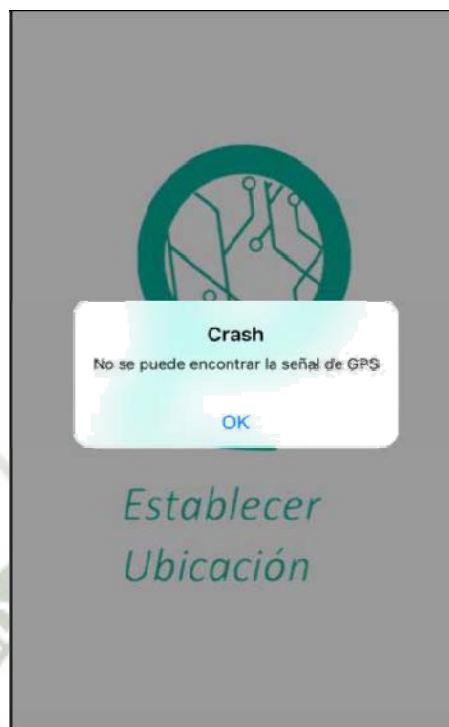 Crash
No se puede encontrar la señal de GPS
OK
Establecer
Ubicación